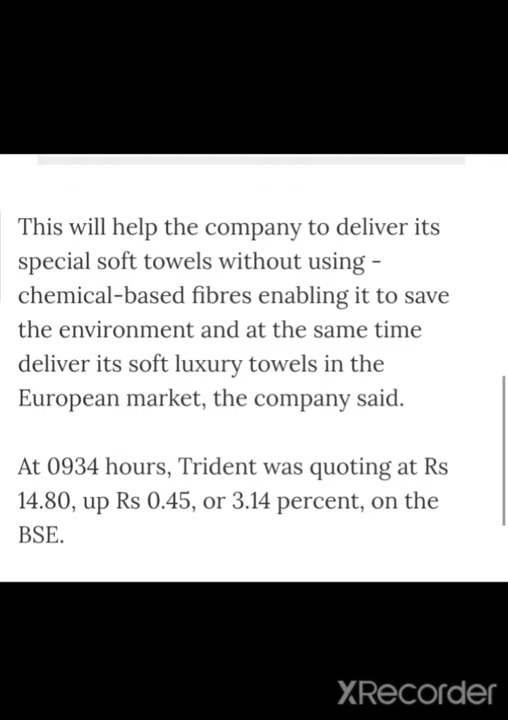 This will help the company to deliver its
special soft towels without using -
chemical-based fibres enabling it to save
the environment and at the same time
deliver its soft luxury towels in the
European market, the company said.
At 0934 hours, Trident was quoting at Rs
14.80, up Rs 0.45, or 3.14 percent, on the
BSE.
XRecorder